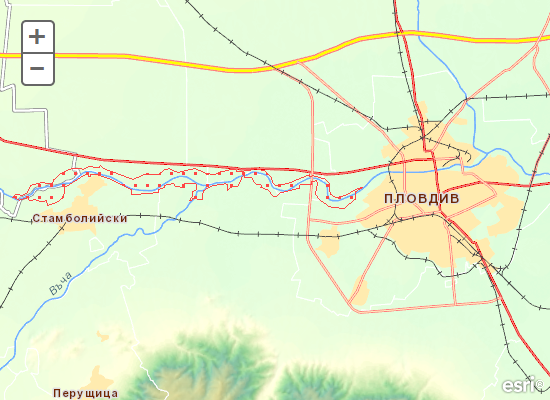 +
−
ПЛОВДИВ
Стамболийски
Въча
Перущица
esri